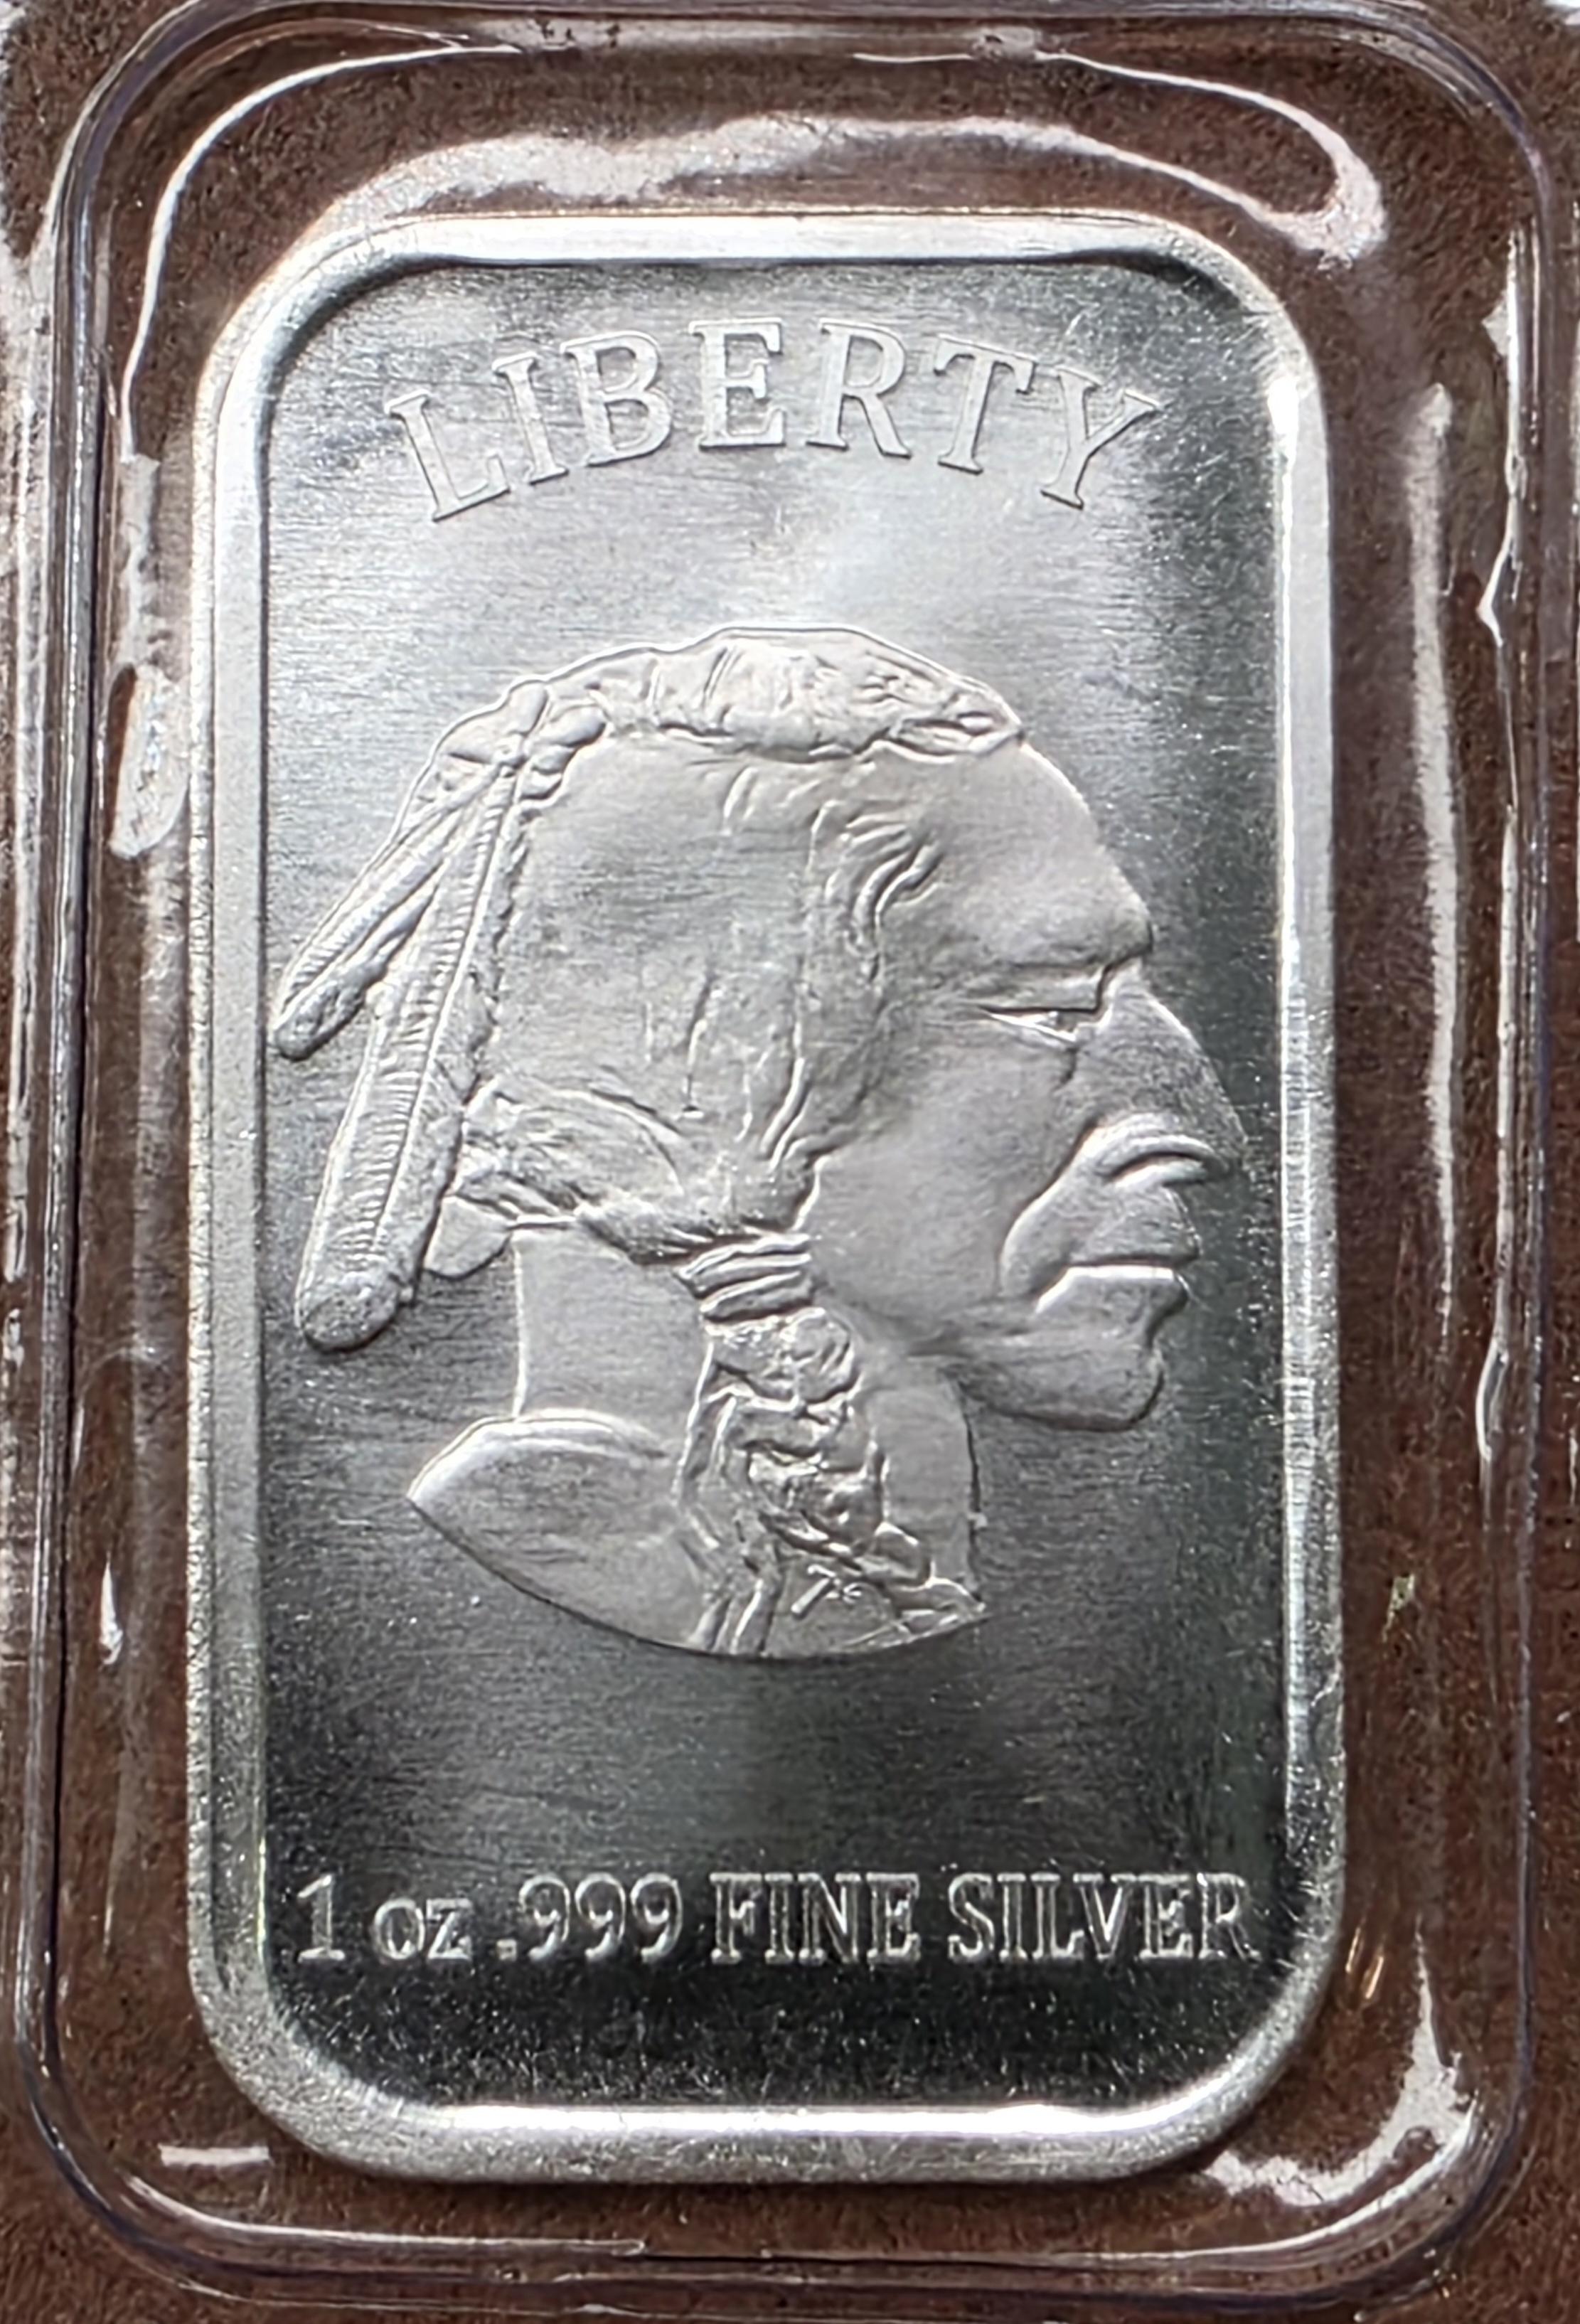 LIBERTY
1 oz .999 FINE SILVER